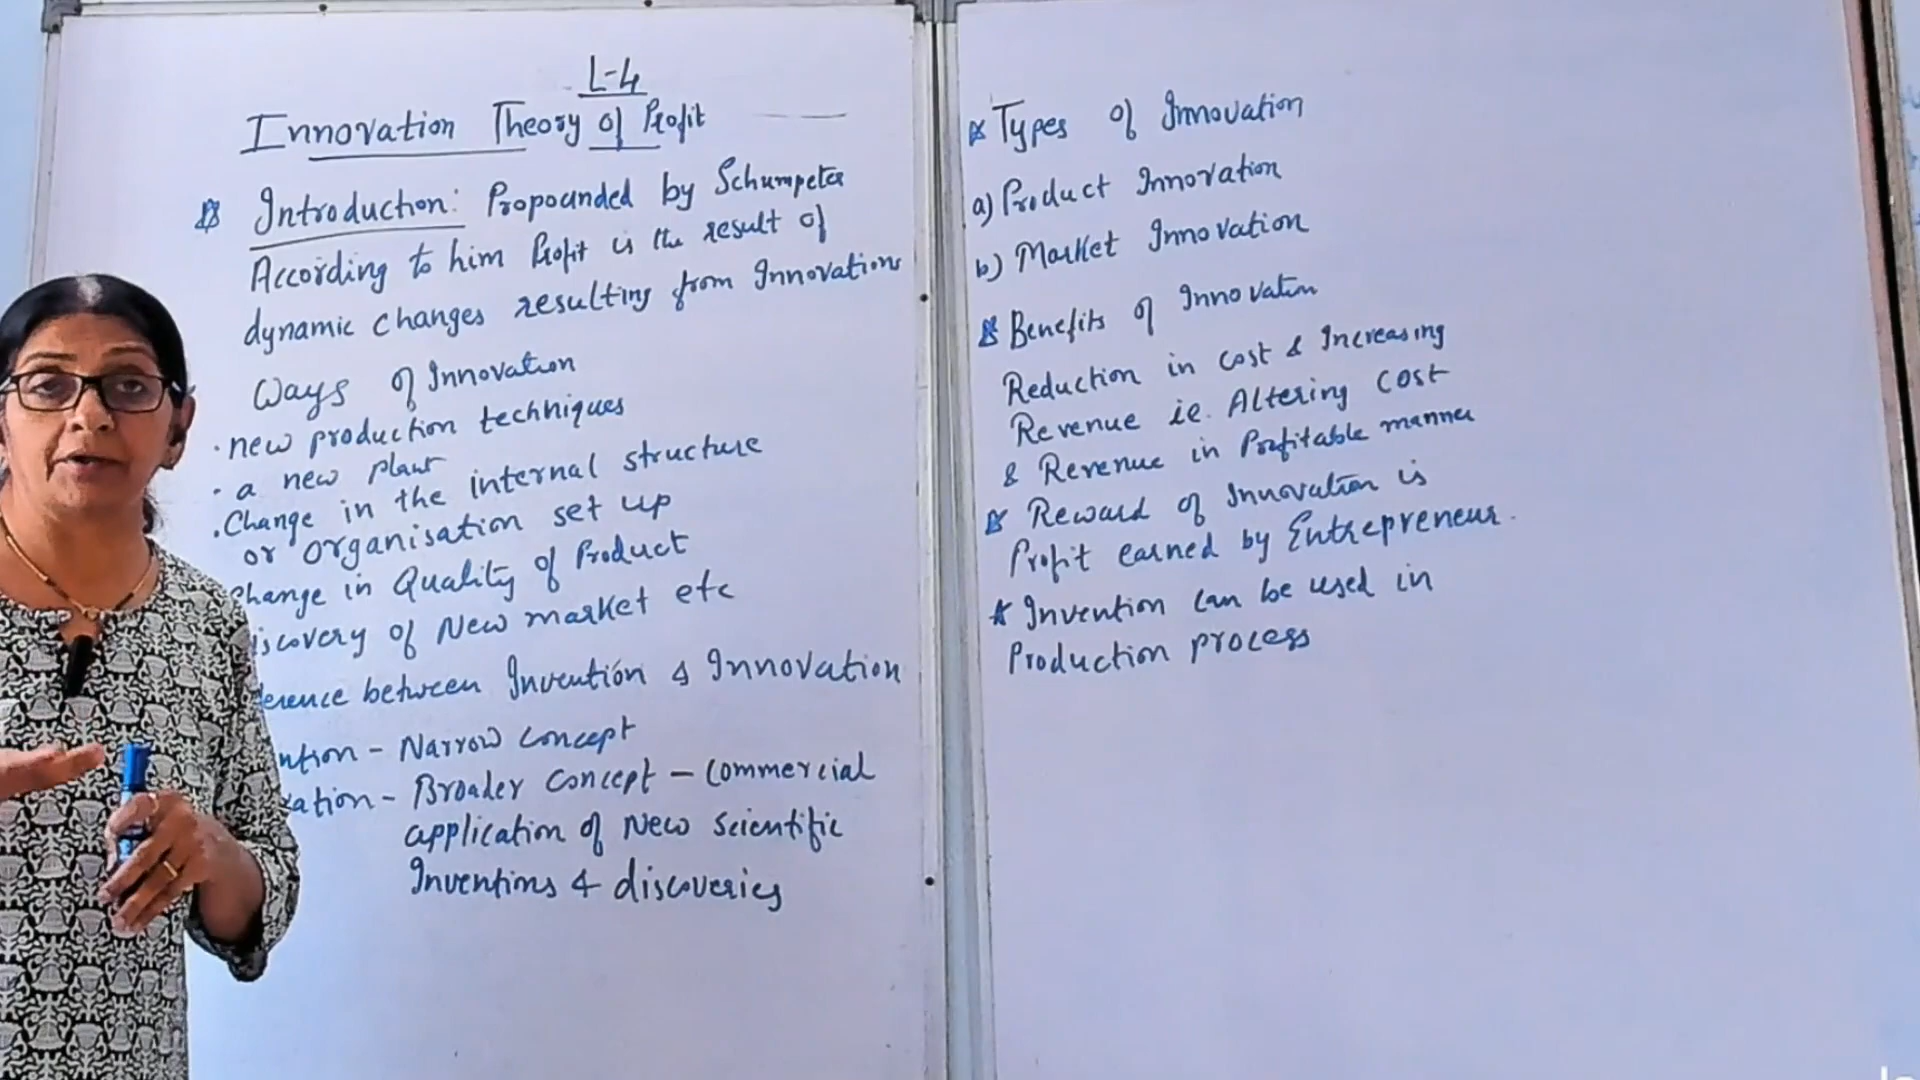 L-4
Innovation Theory of Profit
Introduction: Propounded by Schumpeter
According to him Profit is the result of
dynamic changes resulting from Innovations
Ways of Innovation
· new production techniques
· a new plant
· Change in the internal structure
or organisation set up
change in Quality of Product
iscovery of New market etc
erence between Invention & Innovation
ntion - Narrow concept
ation - Broader concept - commercial
application of New scientific
Inventions & discoveries
Types of Innovation
a) Product Innovation
b) Market Innovation
Benefits of Innovation
Reduction in cost & Increasing
Revenue ie. Altering cost
& Revenue in Profitable manner
Reward of Innovation is
Profit earned by Entrepreneur.
* Invention can be used in
Production process